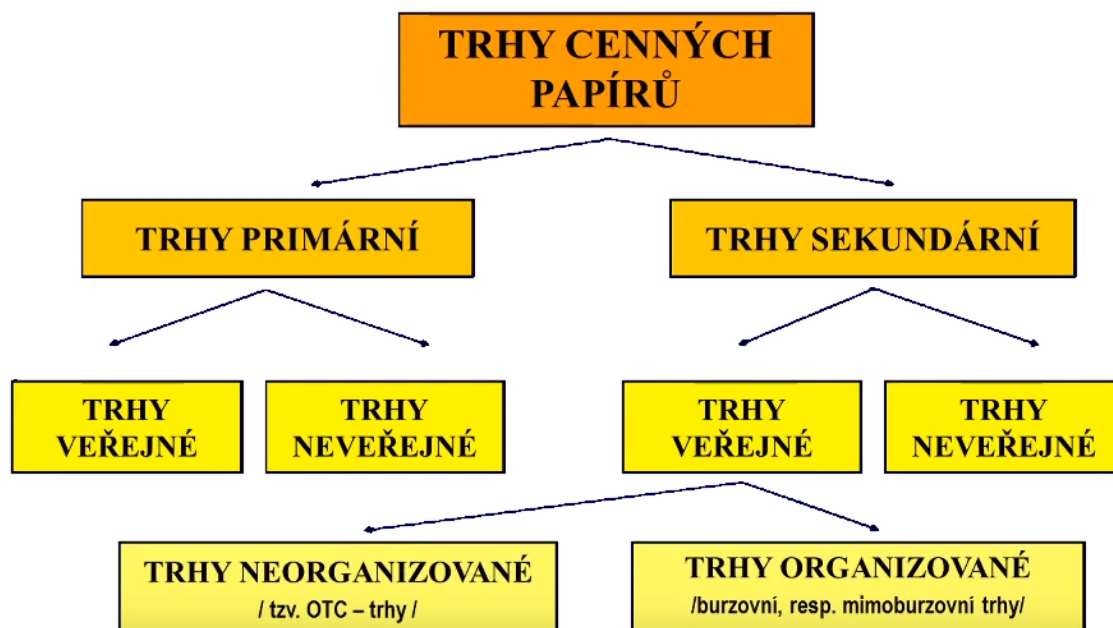 TRHY CENNÝCH
PAPÍRŮ
TRHY PRIMÁRNÍ
TRHY SEKUNDÁRNÍ
TRHY
VEŘEJNÉ
TRHY
NEVEŘEJNÉ
TRHY
VEŘEJNÉ
TRHY
NEVEŘEJNÉ
TRHY NEORGANIZOVANÉ
/ tzv. OTC – trhy /
TRHY ORGANIZOVANÉ
/burzovní, resp. mimoburzovní trhy/